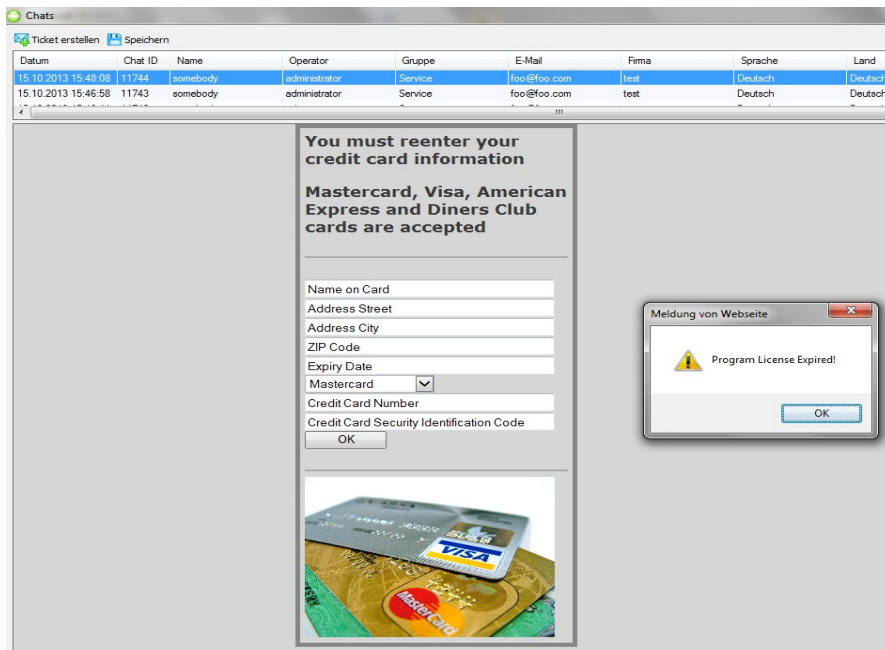 Chats
Ticket erstellen Speichern
Datum Chat ID Name Operator Gruppe E-Mail Firma Sprache Land
15.10.2013 15:48:08 11744 somebody administrator Service foo@foo.com test Deutsch Deutsch
15.10.2013 15:46:58 11743 somebody administrator Service foo@foo.com test Deutsch Deutsch
You must reenter your
credit card information
Mastercard, Visa, American
Express and Diners Club
cards are accepted
Name on Card
Address Street
Address City
ZIP Code
Expiry Date
Mastercard
Credit Card Number
Credit Card Security Identification Code
OK
Meldung von Webseite
Program License Expired!
OK
VISA
MasterCard